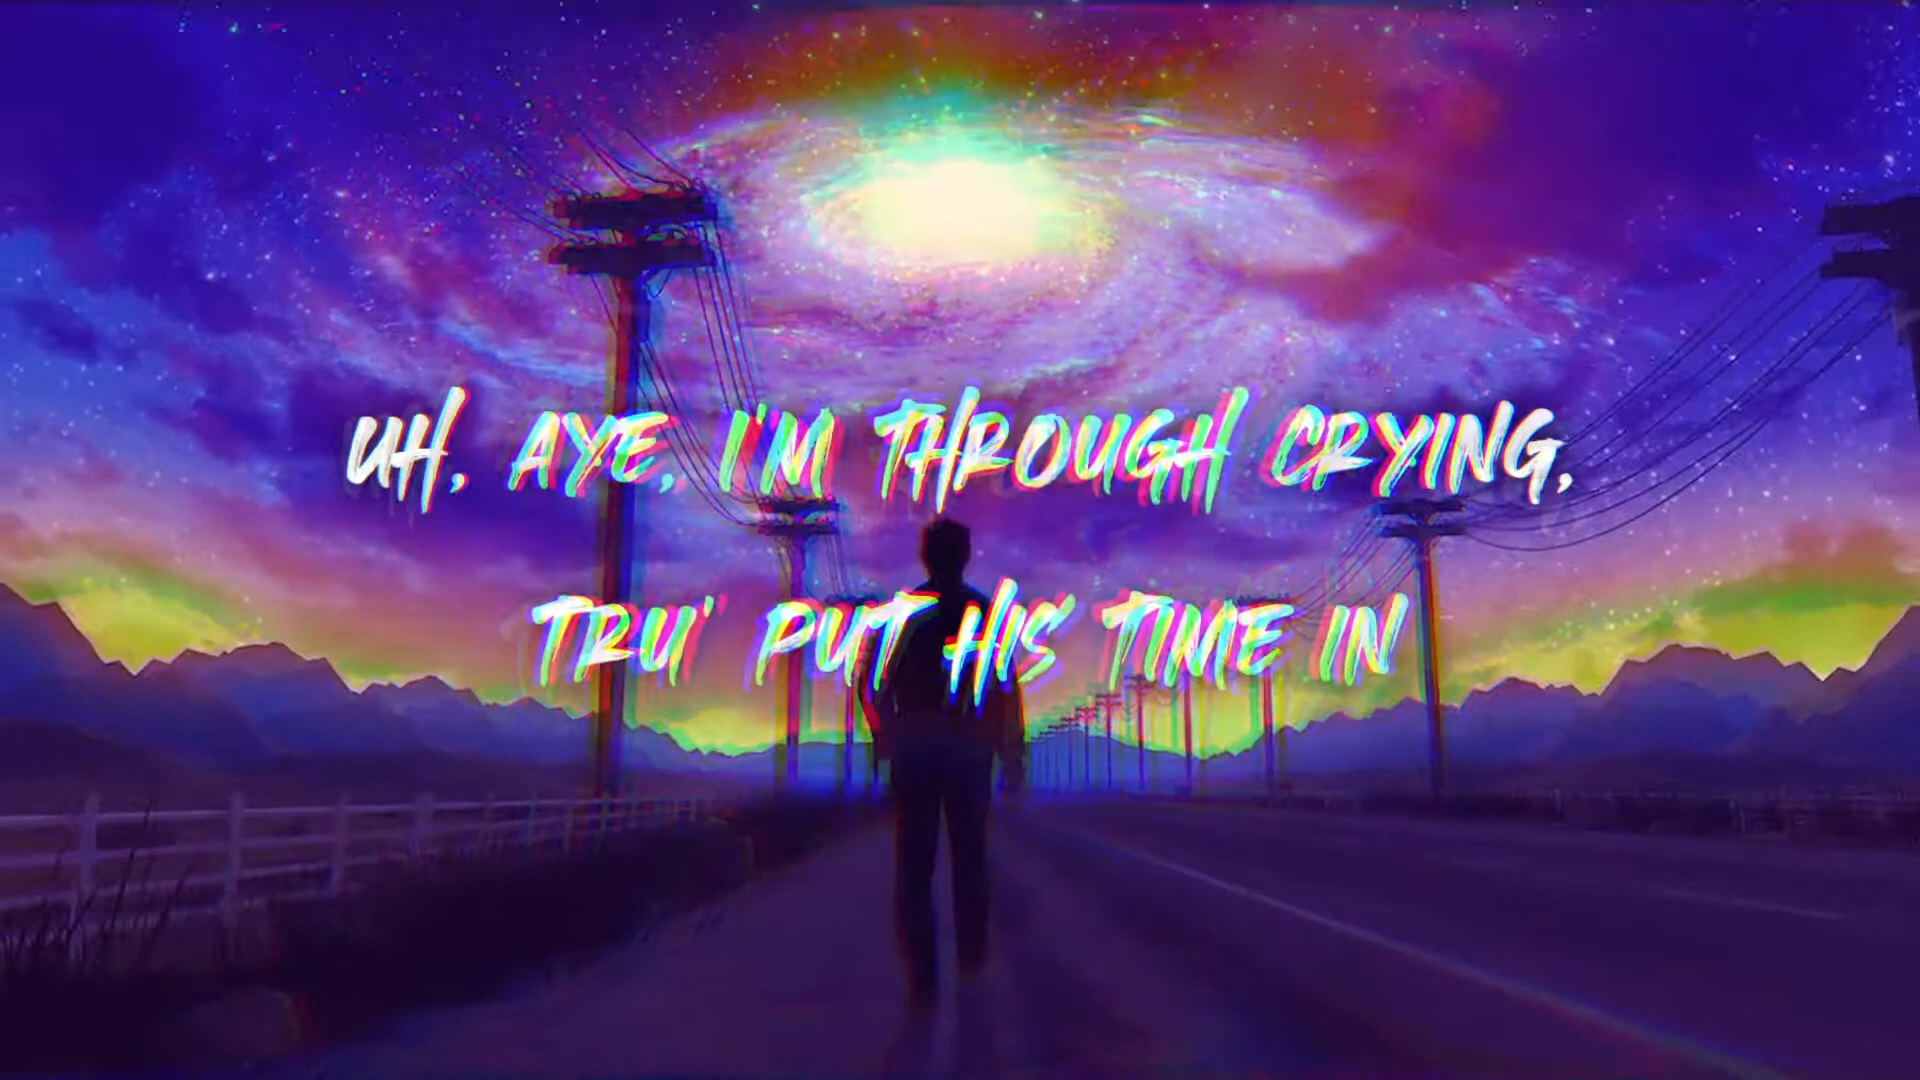 UH, AYE, I'M THROUGH CRYING,
TRU' PUT HIS TIME IN